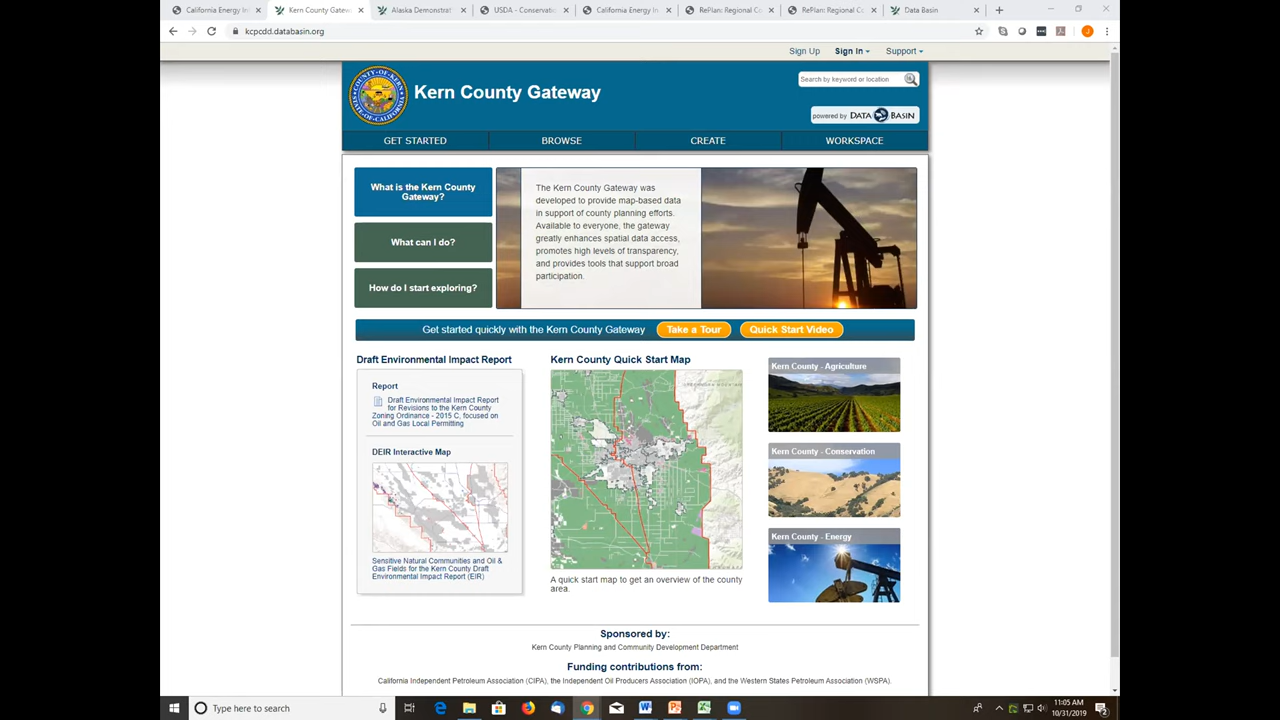 California Energy In
Kern County Gatewa
Alaska Demonstrati
USDA - Conservatio
California Energy In
RePlan: Regional Co
RePlan: Regional Co
Data Basin
kcpcdd.databasin.org
Sign Up
Sign In
Support
Kern County Gateway
Search by keyword or location
powered by DATA BASIN
GET STARTED
BROWSE
CREATE
WORKSPACE
What is the Kern County
Gateway?
What can I do?
How do I start exploring?
The Kern County Gateway was
developed to provide map-based data
in support of county planning efforts.
Available to everyone, the gateway
greatly enhances spatial data access,
promotes high levels of transparency,
and provides tools that support broad
participation.
Get started quickly with the Kern County Gateway
Take a Tour
Quick Start Video
Draft Environmental Impact Report
Report
Draft Environmental Impact Report
for Revisions to the Kern County
Zoning Ordinance - 2015 C, focused on
Oil and Gas Local Permitting
DEIR Interactive Map
Sensitive Natural Communities and Oil &
Gas Fields for the Kern County Draft
Environmental Impact Report (EIR)
Kern County Quick Start Map
A quick start map to get an overview of the county
area.
Kern County - Agriculture
Kern County - Conservation
Kern County - Energy
Sponsored by:
Kern County Planning and Community Development Department
Funding contributions from:
California Independent Petroleum Association (CIPA), the Independent Oil Producers Association (IOPA), and the Western States Petroleum Association (WSPA).
Type here to search
11:05 AM
10/31/2019